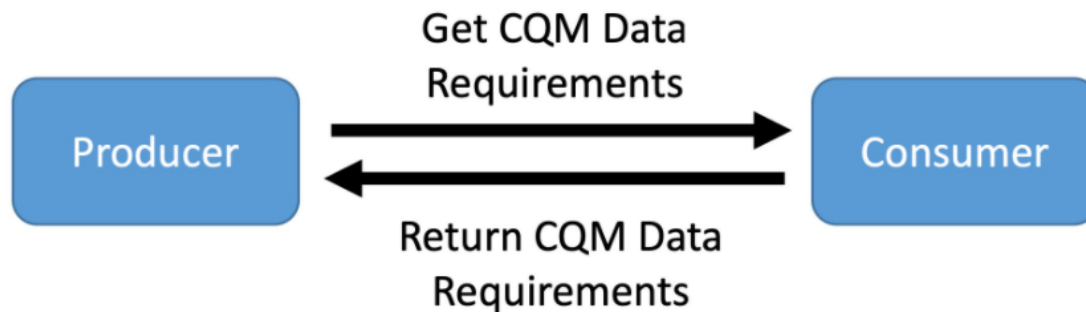 Get CQM Data
Requirements
Producer
Consumer
Return CQM Data
Requirements